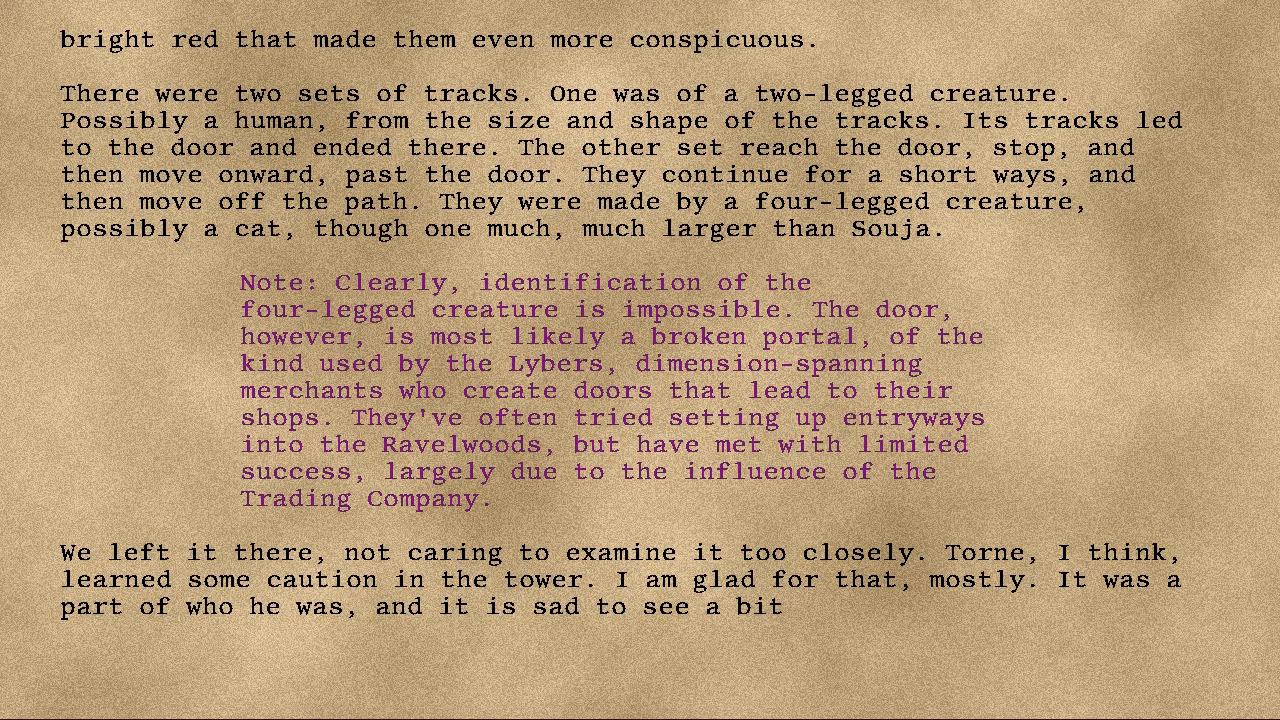 bright red that made them even more conspicuous.
There were two sets of tracks. One was of a two-legged creature.
Possibly a human, from the size and shape of the tracks. Its tracks led
to the door and ended there. The other set reach the door, stop, and
then move onward, past the door. They continue for a short ways, and
then move off the path. They were made by a four-legged creature,
possibly a cat, though one much, much larger than Souja.
Note: Clearly, identification of the
four-legged creature is impossible. The door,
however, is most likely a broken portal, of the
kind used by the Lybers, dimension-spanning
merchants who create doors that lead to their
shops. They've often tried setting up entryways
into the Ravelwoods, but have met with limited
success, largely due to the influence of the
Trading Company.
We left it there, not caring to examine it too closely. Torne, I think,
learned some caution in the tower. I am glad for that, mostly. It was a
part of who he was, and it is sad to see a bit